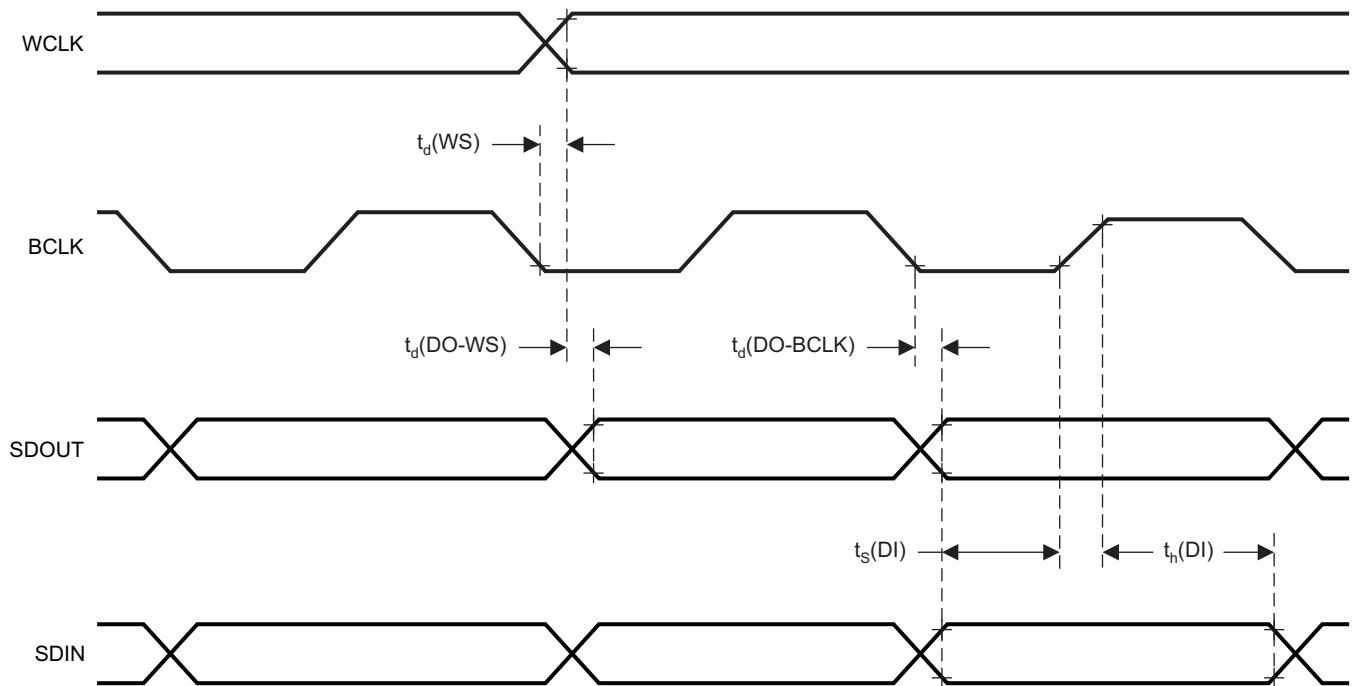 WCLK
t_d(WS)
BCLK
t_d(DO-WS)
t_d(DO-BCLK)
SDOUT
t_S(DI)
t_h(DI)
SDIN